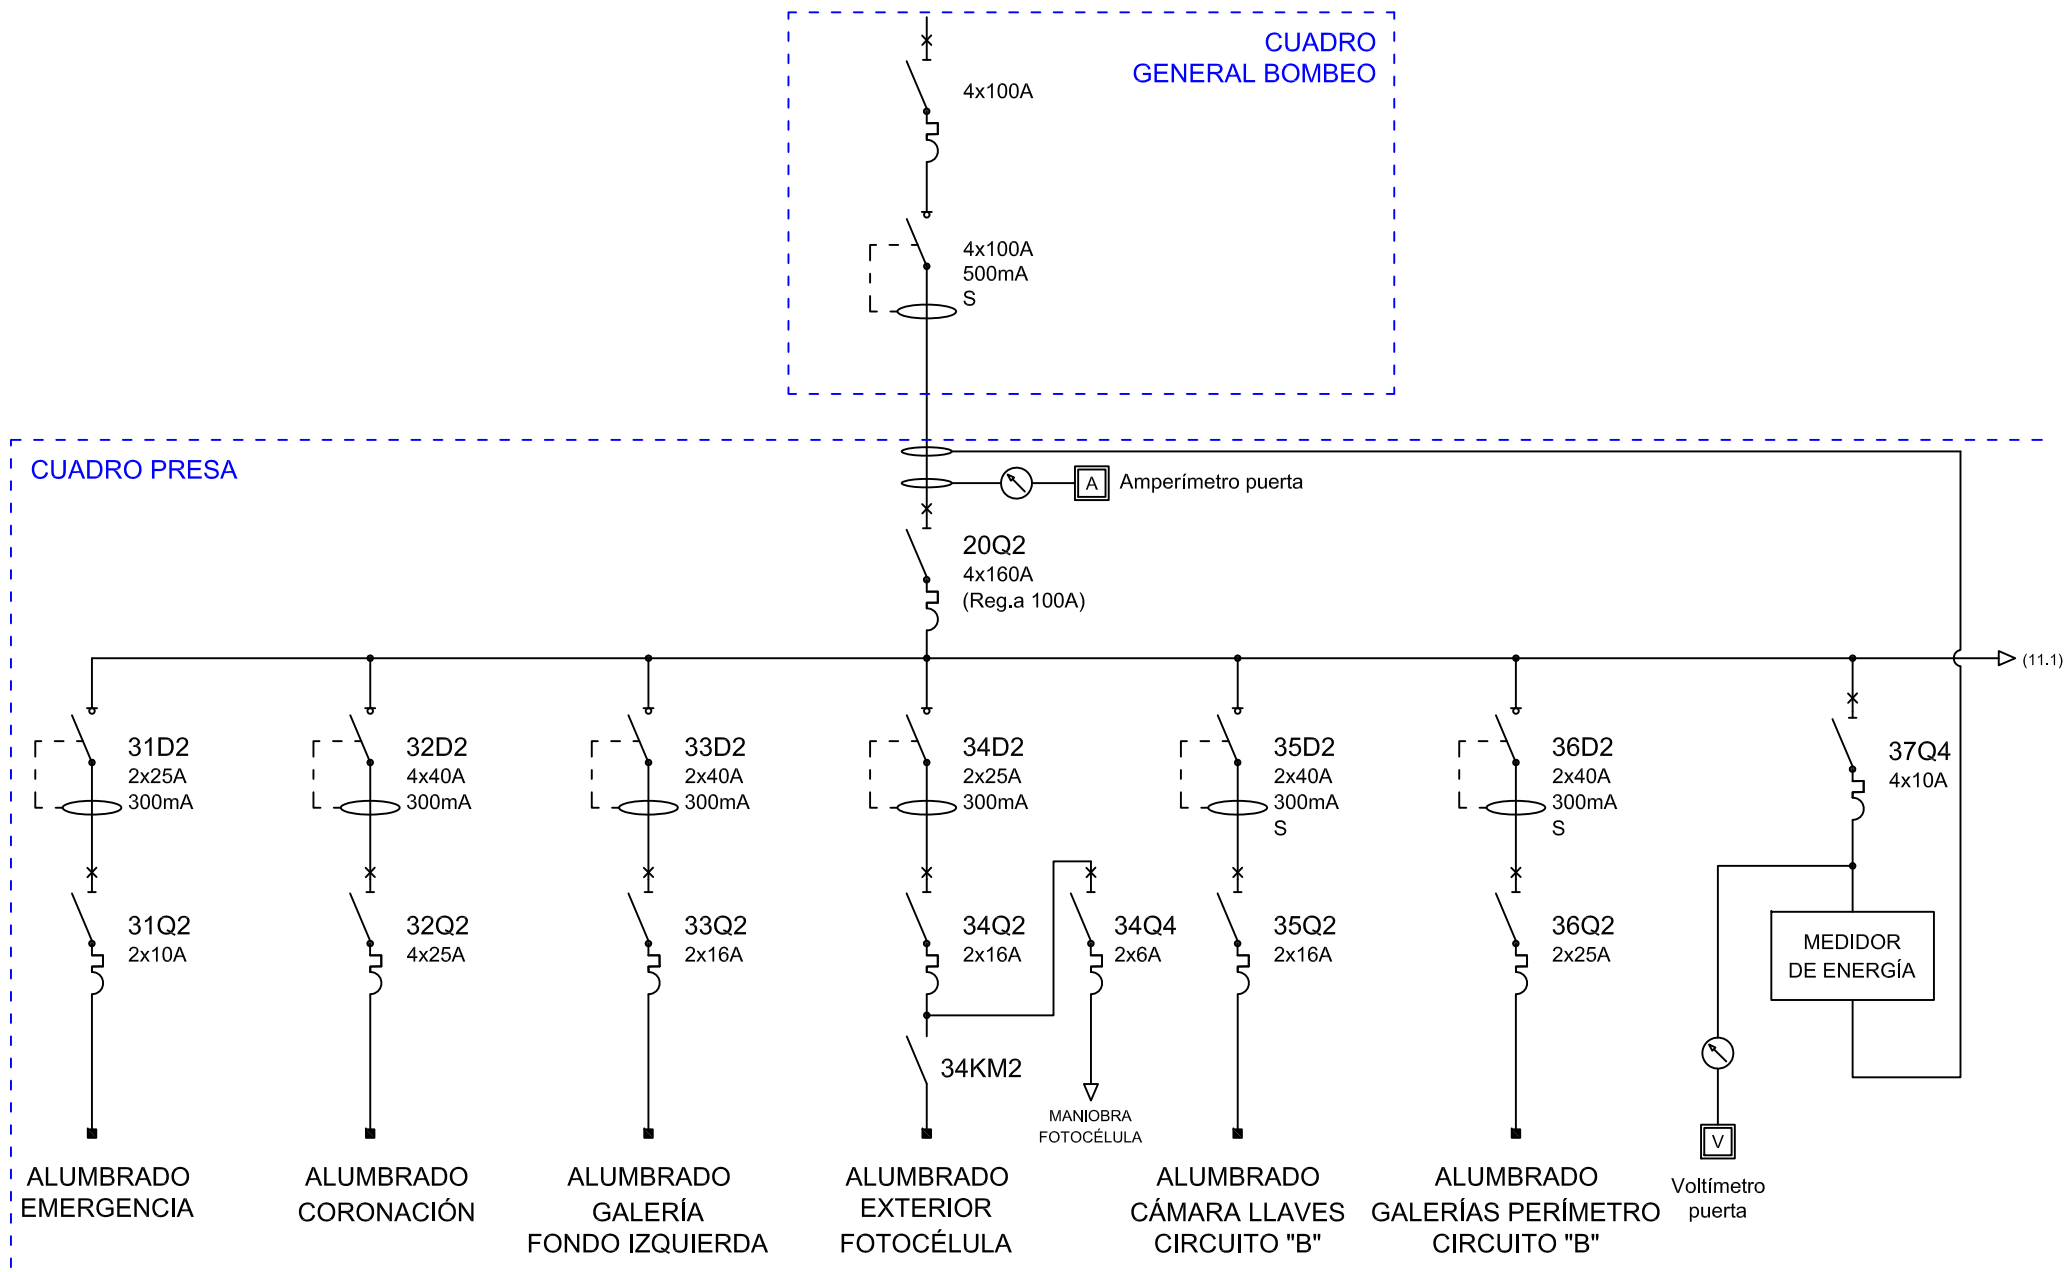 CUADRO
GENERAL BOMBEO
4x100A
4x100A
500mA
S
CUADRO PRESA
A
Amperímetro puerta
20Q2
4x160A
(Reg.a 100A)
(11.1)
31D2
2x25A
300mA
32D2
4x40A
300mA
33D2
2x40A
300mA
34D2
2x25A
300mA
35D2
2x40A
300mA
S
36D2
2x40A
300mA
S
37Q4
4x10A
31Q2
2x10A
32Q2
4x25A
33Q2
2x16A
34Q2
2x16A
34Q4
2x6A
35Q2
2x16A
36Q2
2x25A
MEDIDOR
DE ENERGÍA
34KM2
MANIOBRA
FOTOCÉLULA
V
Voltímetro
puerta
ALUMBRADO
EMERGENCIA
ALUMBRADO
CORONACIÓN
ALUMBRADO
GALERÍA
FONDO IZQUIERDA
ALUMBRADO
EXTERIOR
FOTOCÉLULA
ALUMBRADO
CÁMARA LLAVES
CIRCUITO "B"
ALUMBRADO
GALERÍAS PERÍMETRO
CIRCUITO "B"